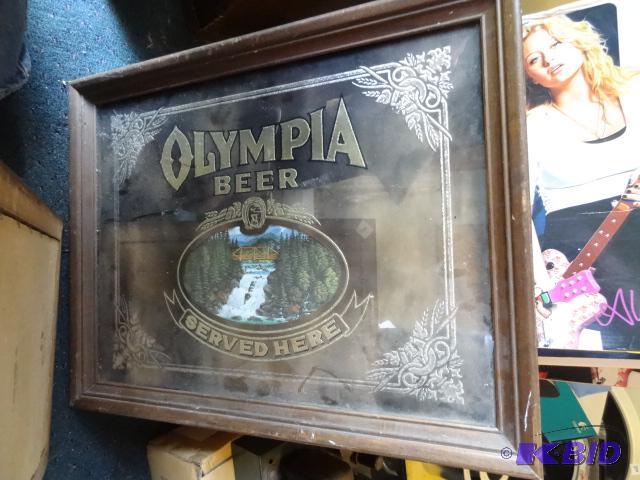 OLYMPIA
BEER
SERVED HERE
© K-BID